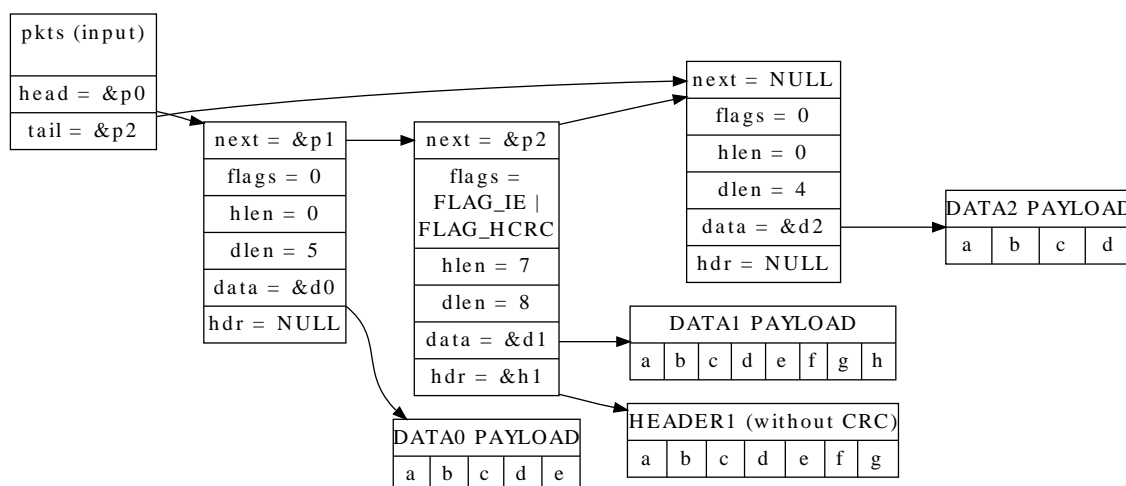 pkts (input)
head = &p0
tail = &p2
next = &p1
flags = 0
hlen = 0
dlen = 5
data = &d0
hdr = NULL
next = &p2
flags =
FLAG_IE |
FLAG_HCRC
hlen = 7
dlen = 8
data = &d1
hdr = &h1
next = NULL
flags = 0
hlen = 0
dlen = 4
data = &d2
hdr = NULL
DATA2 PAYLOAD
a b c d
DATA1 PAYLOAD
a b c d e f g h
HEADER1 (without CRC)
a b c d e f g
DATA0 PAYLOAD
a b c d e